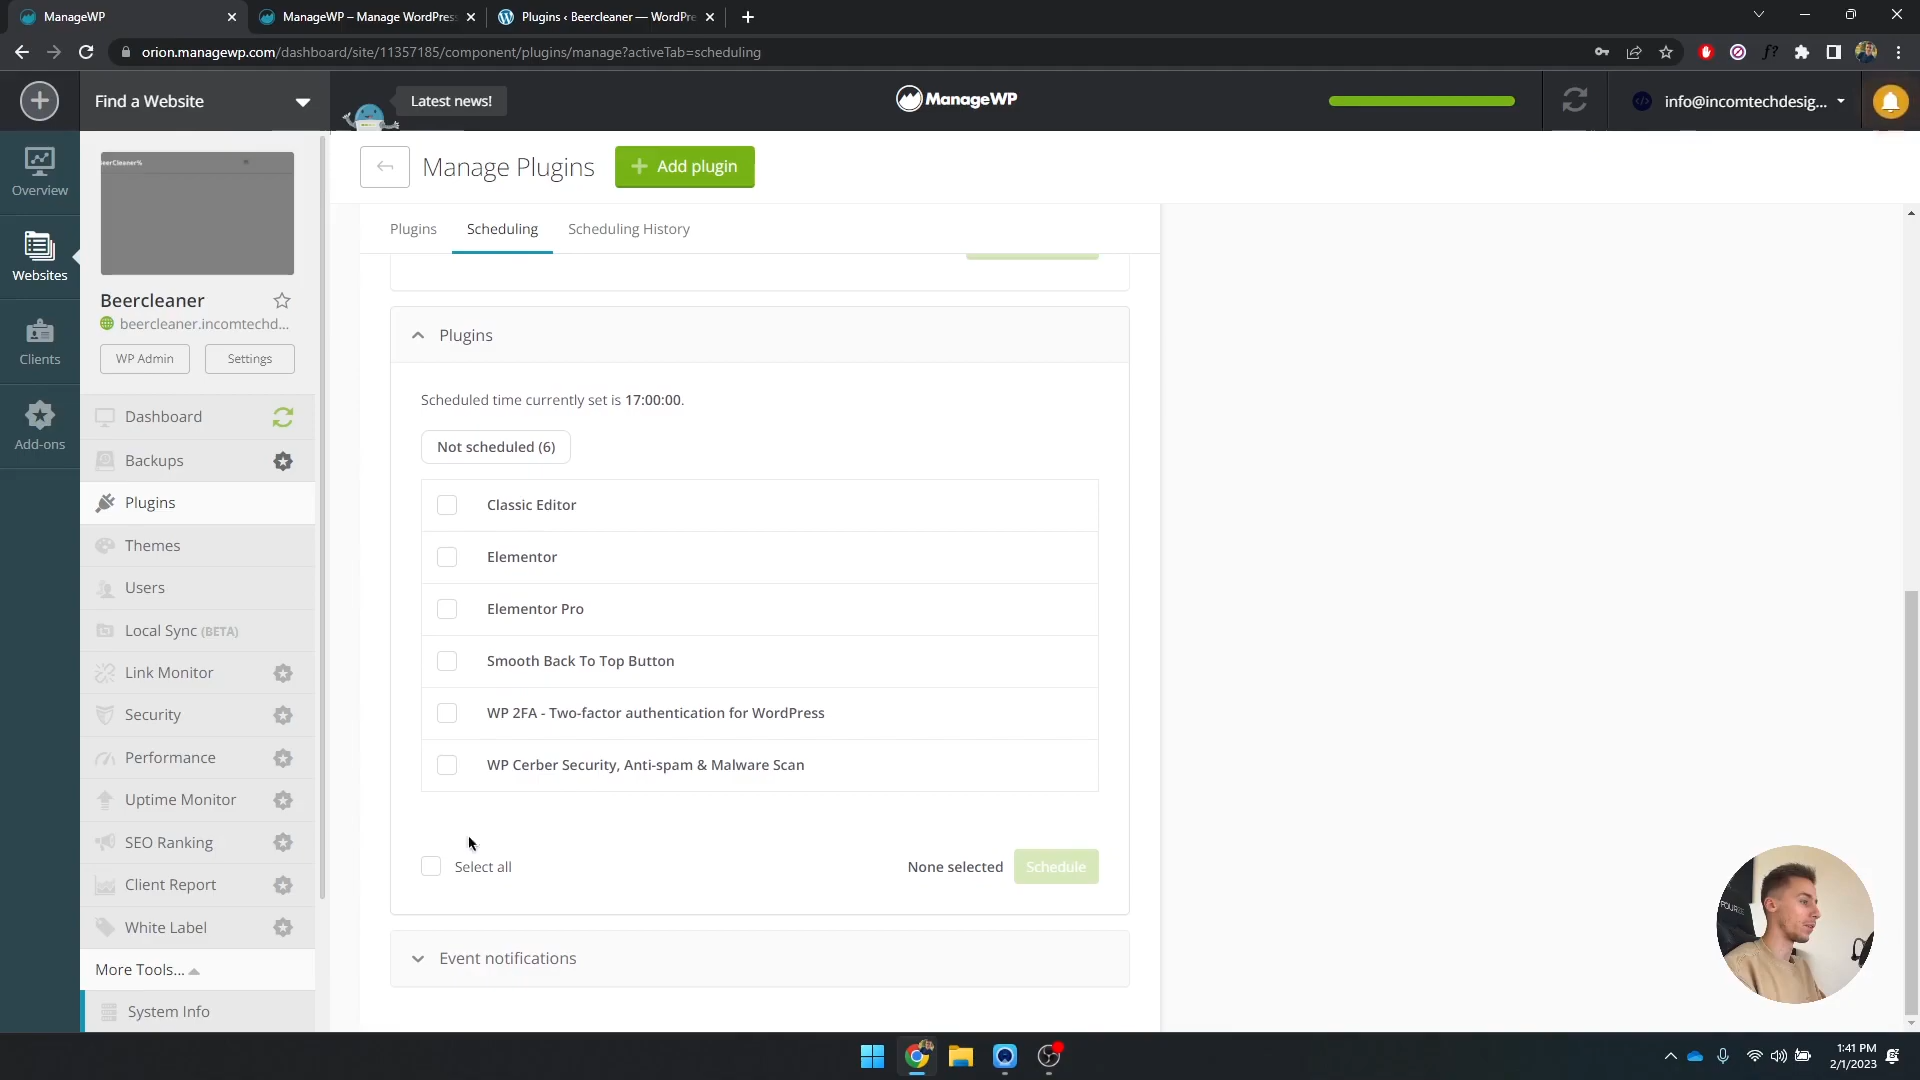 ManageWP
ManageWP – Manage WordPress
Plugins ‹ Beercleaner — WordPre
orion.managewp.com/dashboard/site/11357185/component/plugins/manage?activeTab=scheduling
f?
Find a Website
Latest news!
ManageWP
info@incomtechdesig...
Overview
Websites
Clients
Add-ons
Beercleaner
beercleaner.incomtechd...
WP Admin
Settings
Dashboard
Backups
Plugins
Themes
Users
Local Sync (BETA)
Link Monitor
Security
Performance
Uptime Monitor
SEO Ranking
Client Report
White Label
More Tools...
System Info
Manage Plugins
Add plugin
Plugins
Scheduling
Scheduling History
Plugins
Scheduled time currently set is 17:00:00.
Not scheduled (6)
Classic Editor
Elementor
Elementor Pro
Smooth Back To Top Button
WP 2FA - Two-factor authentication for WordPress
WP Cerber Security, Anti-spam & Malware Scan
Select all
None selected
Schedule
Event notifications
1:41 PM
2/1/2023